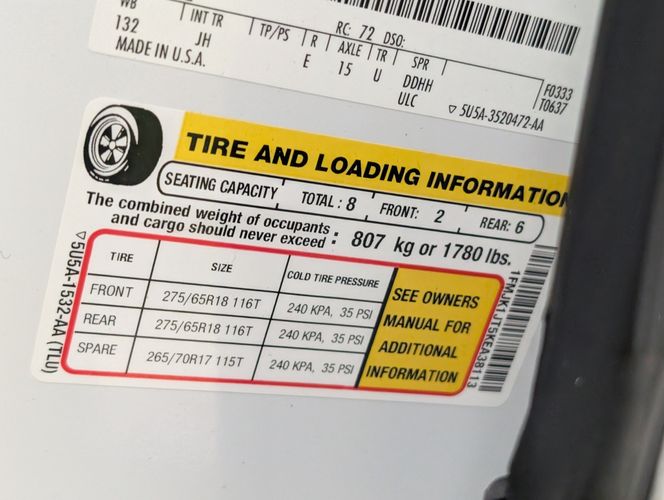 WB
INT TR
TP/PS
R
AXLE
TR
SPR
RC: 72 DSO:
132
JH
E
15
U
DDHH
MADE IN U.S.A.
ULC
F0333
T0637
▽ 5U5A-3520472-AA
TIRE AND LOADING INFORMATION
SEATING CAPACITY TOTAL : 8 FRONT: 2 REAR: 6
The combined weight of occupants
and cargo should never exceed : 807 kg or 1780 lbs.
TIRE SIZE COLD TIRE PRESSURE
FRONT 275/65R18 116T 240 KPA, 35 PSI
REAR 275/65R18 116T 240 KPA, 35 PSI
SPARE 265/70R17 115T 240 KPA, 35 PSI
SEE OWNERS
MANUAL FOR
ADDITIONAL
INFORMATION
▽5U5A-1532-AA (TLU)
1FMJK1JT5KEA38113